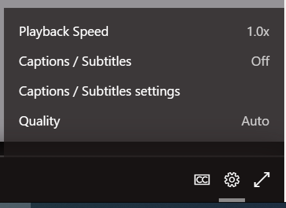 Playback Speed 1.0x
Captions / Subtitles Off
Captions / Subtitles settings
Quality Auto
CC